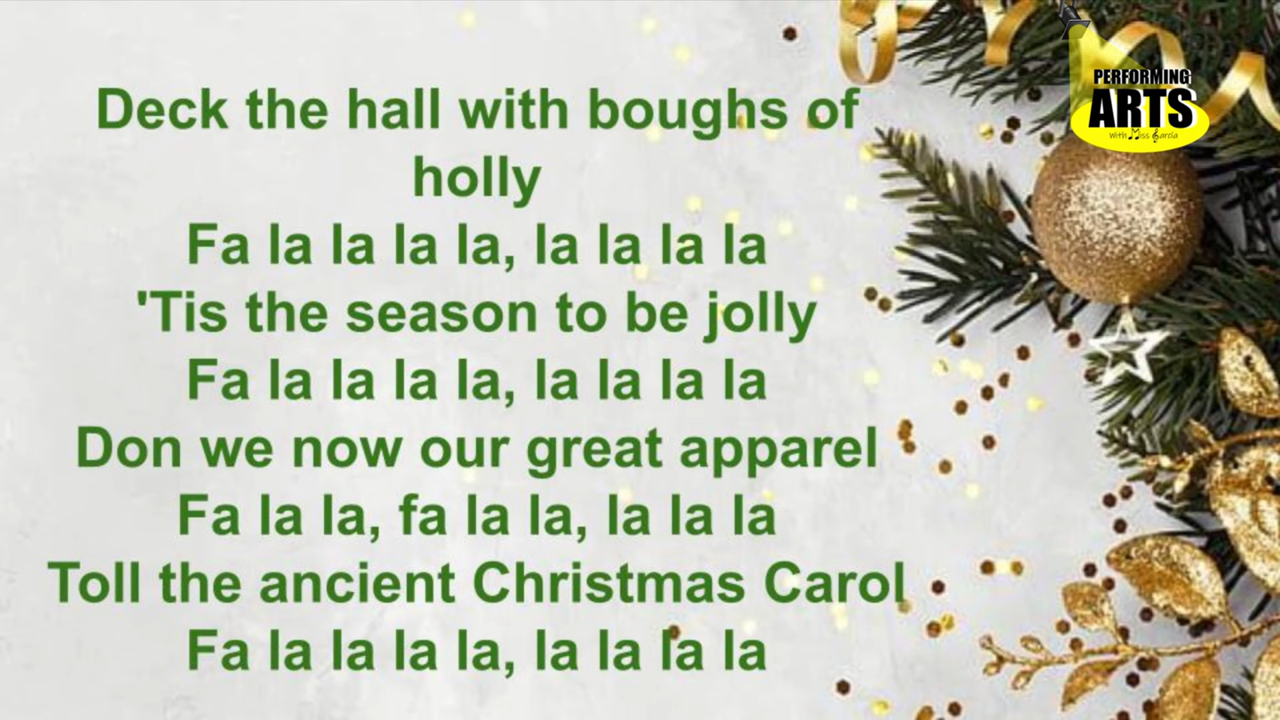 Deck the hall with boughs of
holly
Fa la la la la, la la la la
'Tis the season to be jolly
Fa la la la la, la la la la
Don we now our great apparel
Fa la la, fa la la, la la la
Toll the ancient Christmas Carol
Fa la la la la, la la la la
PERFORMING
ARTS
With Miss Garcia